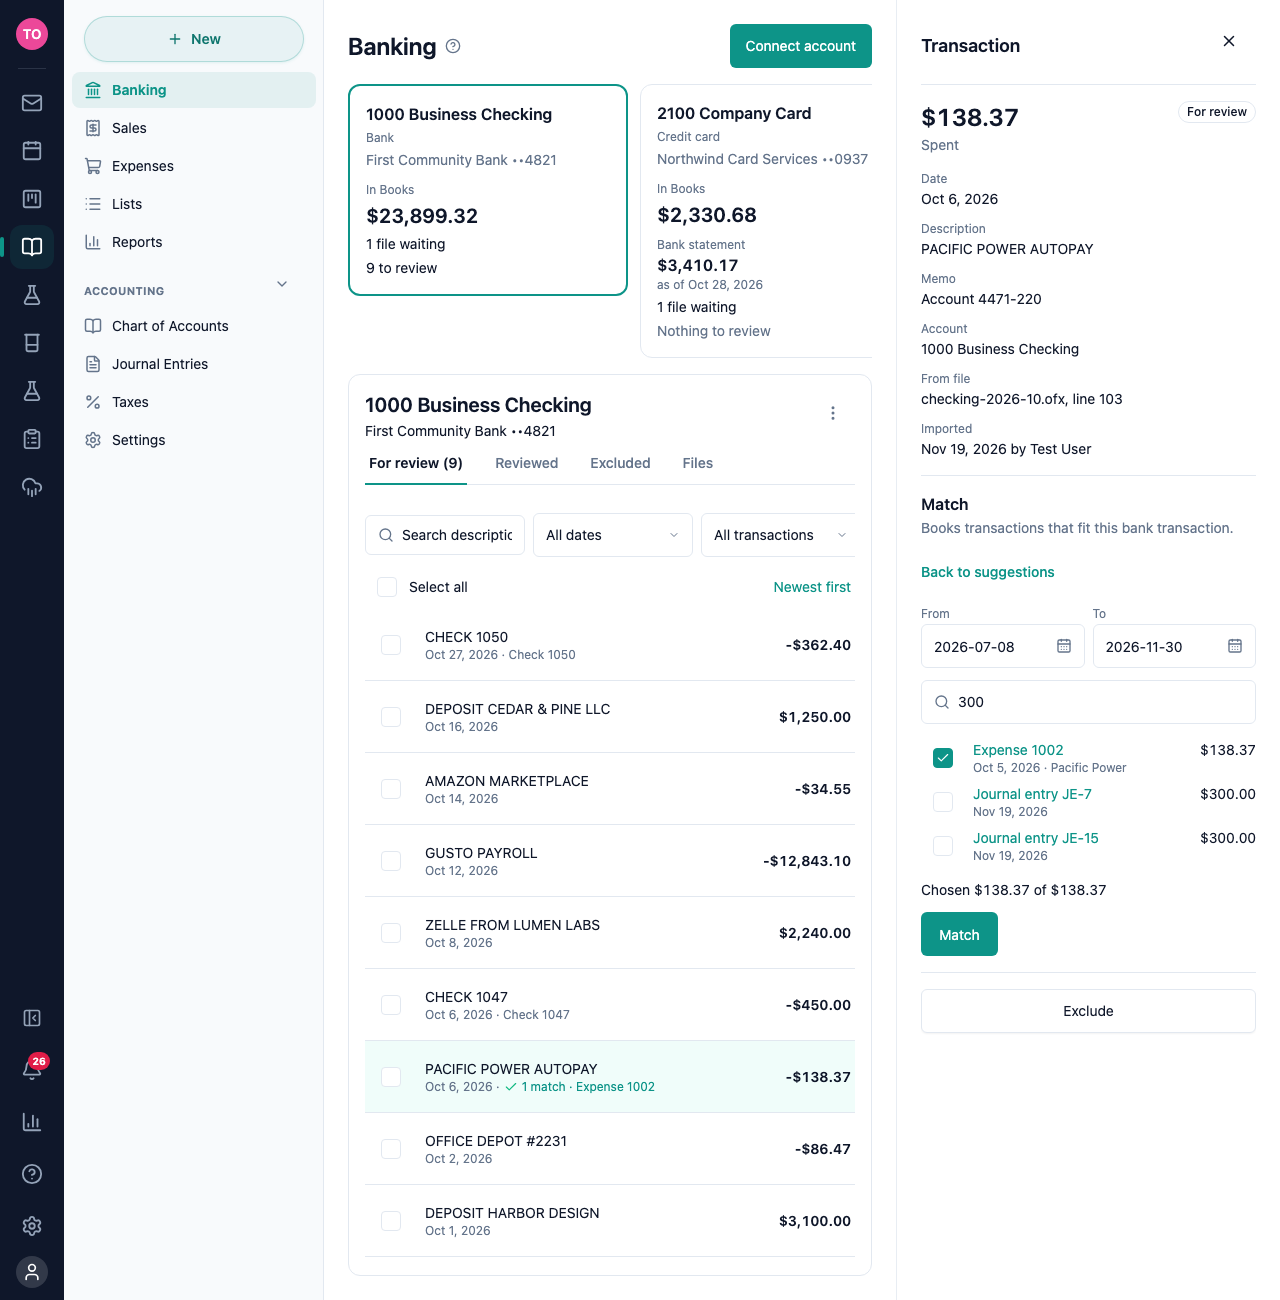 TO
New
Banking
Sales
Expenses
Lists
Reports
ACCOUNTING
Chart of Accounts
Journal Entries
Taxes
Settings
26
Banking
Connect account
1000 Business Checking
Bank
First Community Bank ••4821
In Books
$23,899.32
1 file waiting
9 to review
2100 Company Card
Credit card
Northwind Card Services ••0937
In Books
$2,330.68
Bank statement
$3,410.17
as of Oct 28, 2026
1 file waiting
Nothing to review
1000 Business Checking
First Community Bank ••4821
For review (9) Reviewed Excluded Files
Search descriptic All dates All transactions
Select all Newest first
CHECK 1050 -$362.40
Oct 27, 2026 · Check 1050
DEPOSIT CEDAR & PINE LLC $1,250.00
Oct 16, 2026
AMAZON MARKETPLACE -$34.55
Oct 14, 2026
GUSTO PAYROLL -$12,843.10
Oct 12, 2026
ZELLE FROM LUMEN LABS $2,240.00
Oct 8, 2026
CHECK 1047 -$450.00
Oct 6, 2026 · Check 1047
PACIFIC POWER AUTOPAY -$138.37
Oct 6, 2026 · ✓ 1 match · Expense 1002
OFFICE DEPOT #2231 -$86.47
Oct 2, 2026
DEPOSIT HARBOR DESIGN $3,100.00
Oct 1, 2026
Transaction
$138.37 For review
Spent
Date
Oct 6, 2026
Description
PACIFIC POWER AUTOPAY
Memo
Account 4471-220
Account
1000 Business Checking
From file
checking-2026-10.ofx, line 103
Imported
Nov 19, 2026 by Test User
Match
Books transactions that fit this bank transaction.
Back to suggestions
From To
2026-07-08 2026-11-30
300
Expense 1002 $138.37
Oct 5, 2026 · Pacific Power
Journal entry JE-7 $300.00
Nov 19, 2026
Journal entry JE-15 $300.00
Nov 19, 2026
Chosen $138.37 of $138.37
Match
Exclude